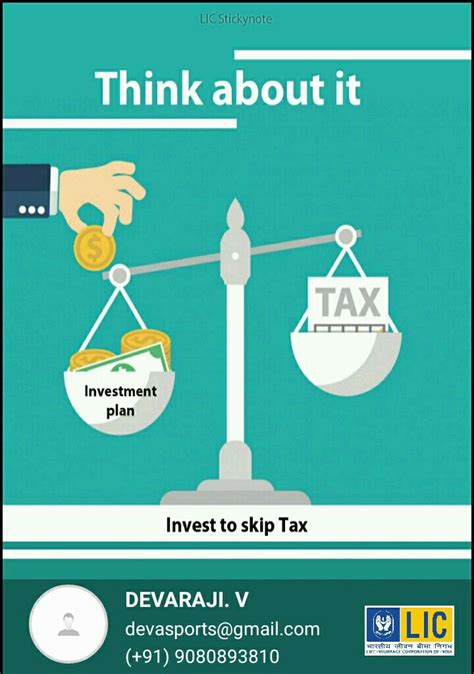 LIC Stickynote
Think about it
$
TAX
Investment
plan
Invest to skip Tax
DEVARAJI. V
devasports@gmail.com
(+91) 9080893810
LIC
भारतीय जीवन बीमा निगम
LIFE INSURANCE CORPORATION OF INDIA